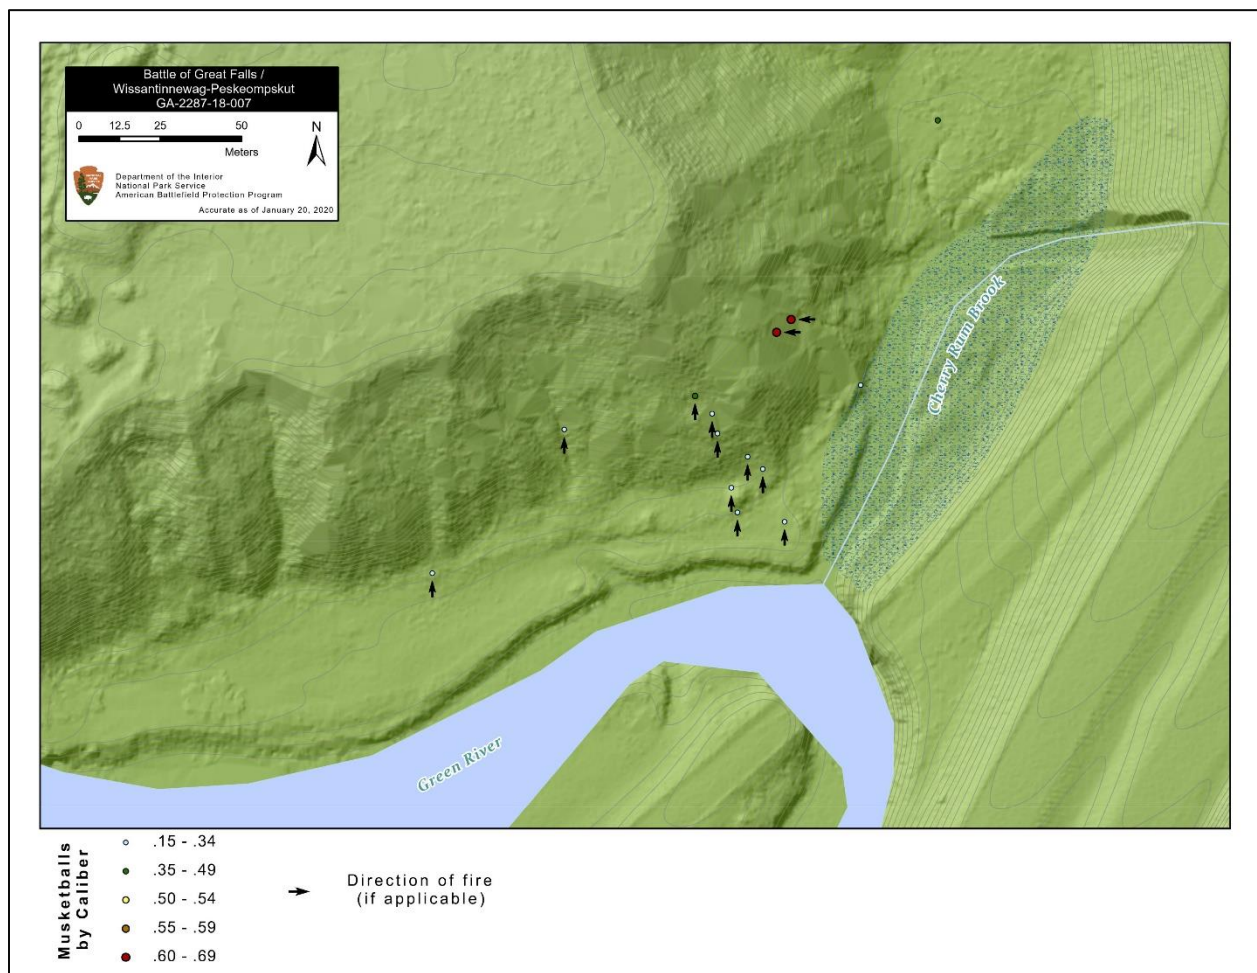 Battle of Great Falls /
Wissantinnewag-Peskeompskut
GA-2287-18-007
0 12.5 25 50
Meters
N
Department of the Interior
National Park Service
American Battlefield Protection Program
Accurate as of January 20, 2020
Cherry Rum Brook
Green River
Musketballs
by Caliber
.15 - .34
.35 - .49
.50 - .54
.55 - .59
.60 - .69
Direction of fire
(if applicable)